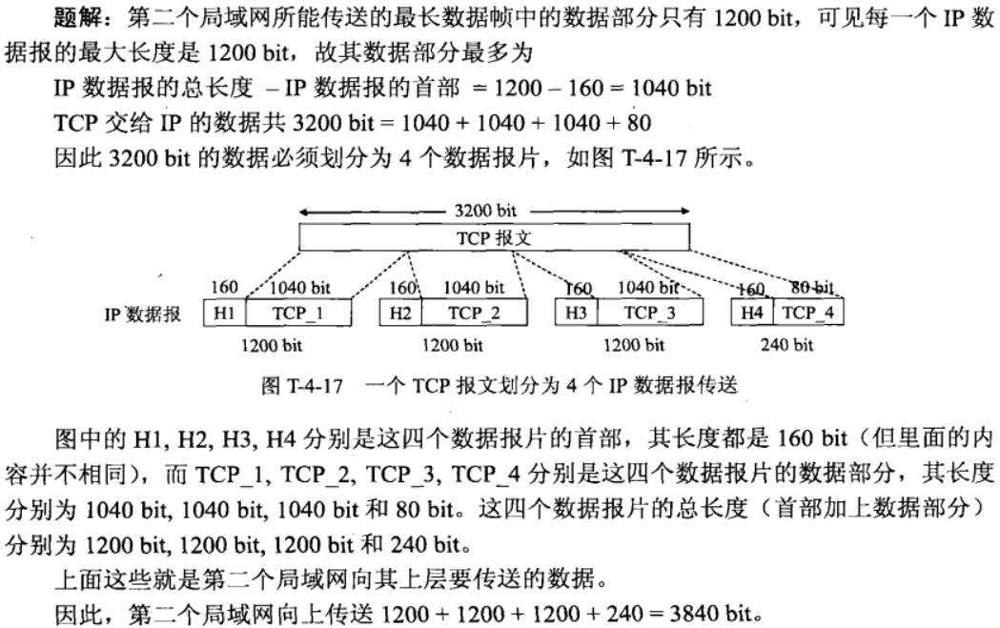 题解：第二个局域网所能传送的最长数据帧中的数据部分只有 1200 bit，可见每一个 IP 数
据报的最大长度是 1200 bit，故其数据部分最多为
IP 数据报的总长度 – IP 数据报的首部 = 1200 – 160 = 1040 bit
TCP 交给 IP 的数据共 3200 bit = 1040 + 1040 + 1040 + 80
因此 3200 bit 的数据必须划分为 4 个数据报片，如图 T-4-17 所示。
3200 bit
TCP 报文
160 1040 bit 160 1040 bit 160 1040 bit 160 80 bit
IP 数据报 H1 TCP_1 H2 TCP_2 H3 TCP_3 H4 TCP_4
1200 bit 1200 bit 1200 bit 240 bit
图 T-4-17 一个 TCP 报文划分为 4 个 IP 数据报传送
图中的 H1, H2, H3, H4 分别是这四个数据报片的首部，其长度都是 160 bit（但里面的内
容并不相同），而 TCP_1, TCP_2, TCP_3, TCP_4 分别是这四个数据报片的数据部分，其长度
分别为 1040 bit, 1040 bit, 1040 bit 和 80 bit。这四个数据报片的总长度（首部加上数据部分）
分别为 1200 bit, 1200 bit, 1200 bit 和 240 bit。
上面这些就是第二个局域网向其上层要传送的数据。
因此，第二个局域网向上传送 1200 + 1200 + 1200 + 240 = 3840 bit。